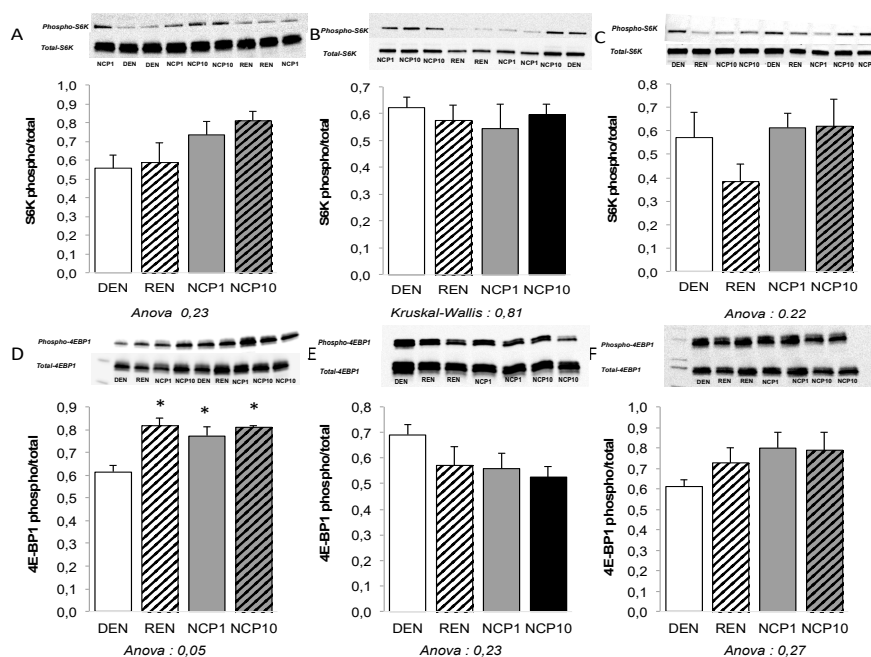 A
Phospho-S6K
Total-S6K
NCP1 DEN DEN NCP1 NCP10 NCP10 REN REN NCP1
S6K phospho/total
0,9
0,8
0,7
0,6
0,5
0,4
0,3
0,2
0,1
0,0
DEN REN NCP1 NCP10
Anova 0,23
B
Phospho-S6K
Total-S6K
NCP1 NCP10 NCP10 REN REN NCP1 NCP1 NCP10 DEN
S6K phospho/total
0,7
0,6
0,5
0,4
0,3
0,2
0,1
0,0
DEN REN NCP1 NCP10
Kruskal-Wallis : 0,81
C
Phospho-S6K
Total-S6K
DEN REN NCP1 NCP10 DEN REN NCP1 NCP10
S6K phospho/total
0,8
0,7
0,6
0,5
0,4
0,3
0,2
0,1
0,0
DEN REN NCP1 NCP10
Anova : 0.22
D
Phospho-4EBP1
Total-4EBP1
DEN REN NCP1 NCP10 DEN REN NCP1 NCP10 NCP10
4E-BP1 phospho/total
0,9
0,8
0,7
0,6
0,5
0,4
0,3
0,2
0,1
0,0
* * *
DEN REN NCP1 NCP10
Anova : 0,05
E
Phospho-4EBP1
Total-4EBP1
DEN REN REN NCP1 NCP1 NCP10 NCP10
4E-BP1 phospho/total
0,8
0,7
0,6
0,5
0,4
0,3
0,2
0,1
0,0
DEN REN NCP1 NCP10
Anova : 0,23
F
Phospho-4EBP1
Total-4EBP1
DEN REN REN NCP1 NCP1 NCP10 NCP10
4E-BP1 phospho/total
1,0
0,9
0,8
0,7
0,6
0,5
0,4
0,3
0,2
0,1
0,0
DEN REN NCP1 NCP10
Anova : 0,27